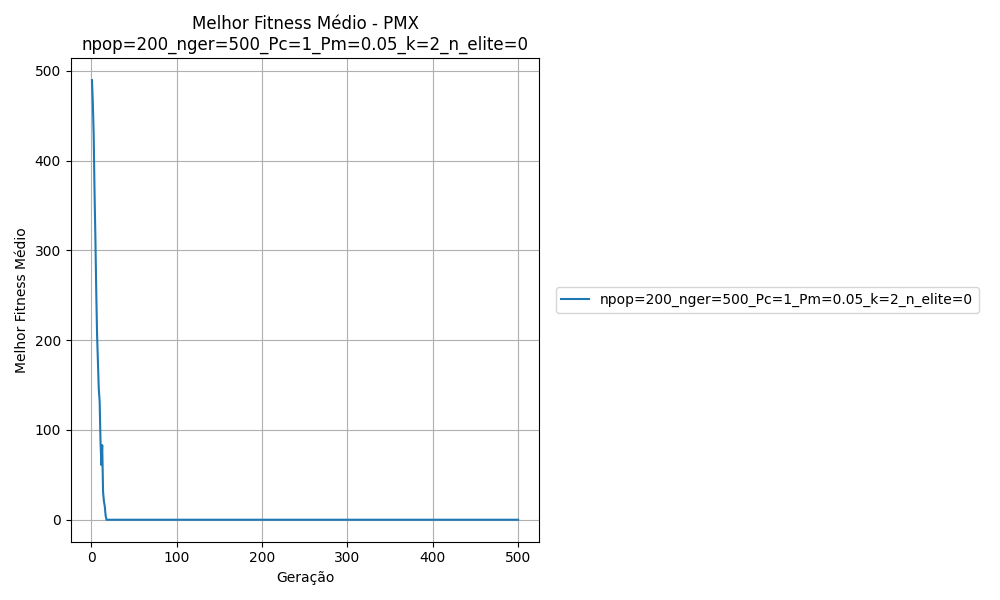 Melhor Fitness Médio - PMX
npop=200_nger=500_Pc=1_Pm=0.05_k=2_n_elite=0
500
400
300
200
100
0
Melhor Fitness Médio
0 100 200 300 400 500
Geração
npop=200_nger=500_Pc=1_Pm=0.05_k=2_n_elite=0